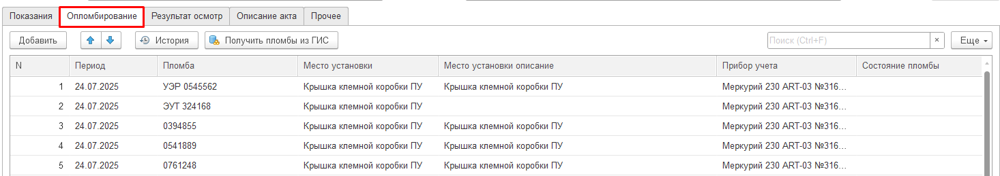 Показания Опломбирование Результат осмотр Описание акта Прочее
Добавить История Получить пломбы из ГИС Поиск (Ctrl+F) × Еще
N Период Пломба Место установки Место установки описание Прибор учета Состояние пломбы
1 24.07.2025 УЭР 0545562 Крышка клемной коробки ПУ Крышка клемной коробки ПУ Меркурий 230 ART-03 №316...
2 24.07.2025 ЭУТ 324168 Крышка клемной коробки ПУ Меркурий 230 ART-03 №316...
3 24.07.2025 0394855 Крышка клемной коробки ПУ Крышка клемной коробки ПУ Меркурий 230 ART-03 №316...
4 24.07.2025 0541889 Крышка клемной коробки ПУ Крышка клемной коробки ПУ Меркурий 230 ART-03 №316...
5 24.07.2025 0761248 Крышка клемной коробки ПУ Крышка клемной коробки ПУ Меркурий 230 ART-03 №316...